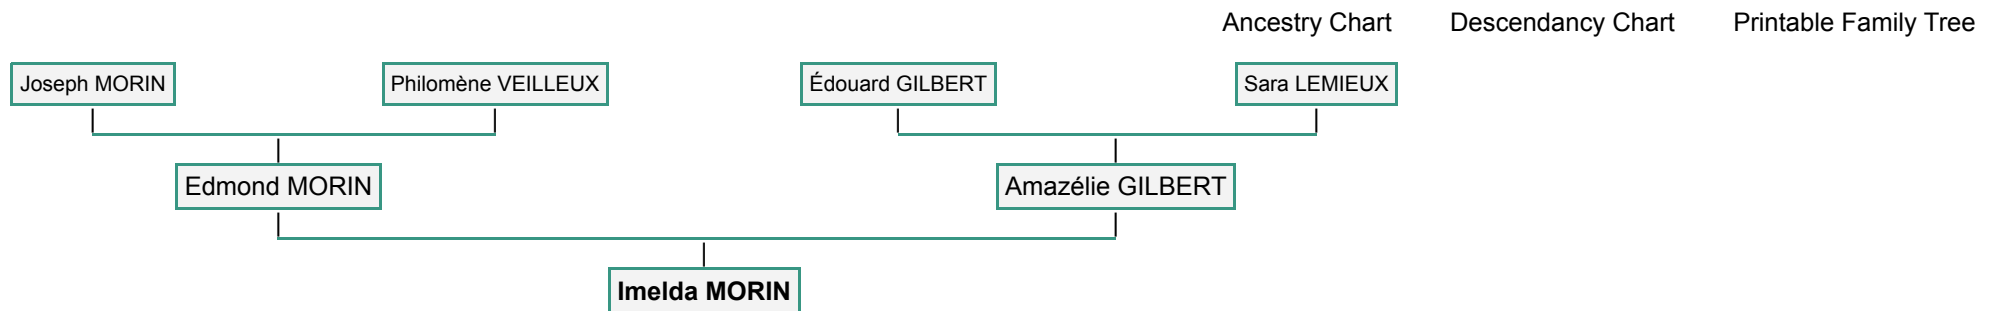 Ancestry Chart Descendancy Chart Printable Family Tree
Joseph MORIN Philomène VEILLEUX Édouard GILBERT Sara LEMIEUX
Edmond MORIN Amazélie GILBERT
Imelda MORIN